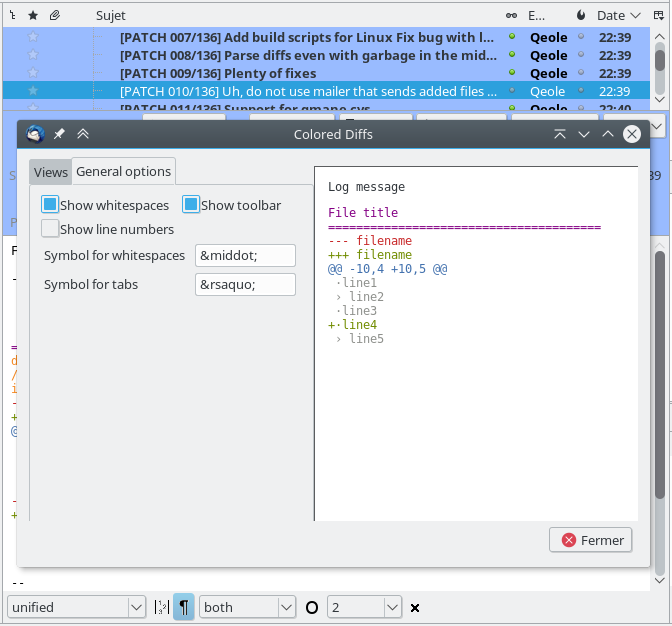 Sujet E... Date
[PATCH 007/136] Add build scripts for Linux Fix bug with l... Qeole 22:39
[PATCH 008/136] Parse diffs even with garbage in the mid... Qeole 22:39
[PATCH 009/136] Plenty of fixes Qeole 22:39
[PATCH 010/136] Uh, do not use mailer that sends added files ... Qeole 22:39
[PATCH 011/136] Support for gmane cvs Qeole 22:40
Colored Diffs
39
Views General options
Show whitespaces Show toolbar
Show line numbers
Symbol for whitespaces &middot;
Symbol for tabs &rsaquo;
Log message
File title
=======================================
--- filename
+++ filename
@@ -10,4 +10,5 @@
·line1
› line2
·line3
+·line4
› line5
Fermer
--
unified 1 2 3 ¶ both O 2 ×